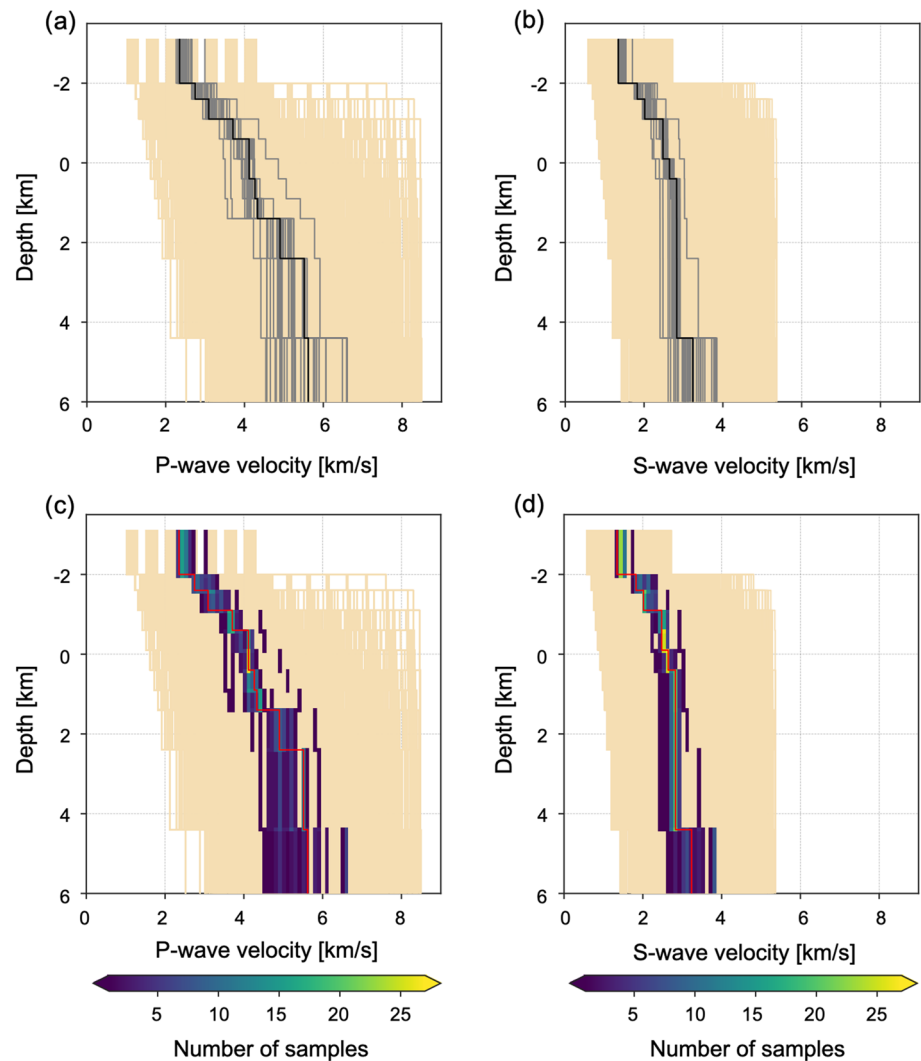 (a)
(b)
-2
0
2
4
6
Depth [km]
0 2 4 6 8
P-wave velocity [km/s]
-2
0
2
4
6
Depth [km]
0 2 4 6 8
S-wave velocity [km/s]
(c)
(d)
-2
0
2
4
6
Depth [km]
0 2 4 6 8
P-wave velocity [km/s]
-2
0
2
4
6
Depth [km]
0 2 4 6 8
S-wave velocity [km/s]
5 10 15 20 25
Number of samples
5 10 15 20 25
Number of samples